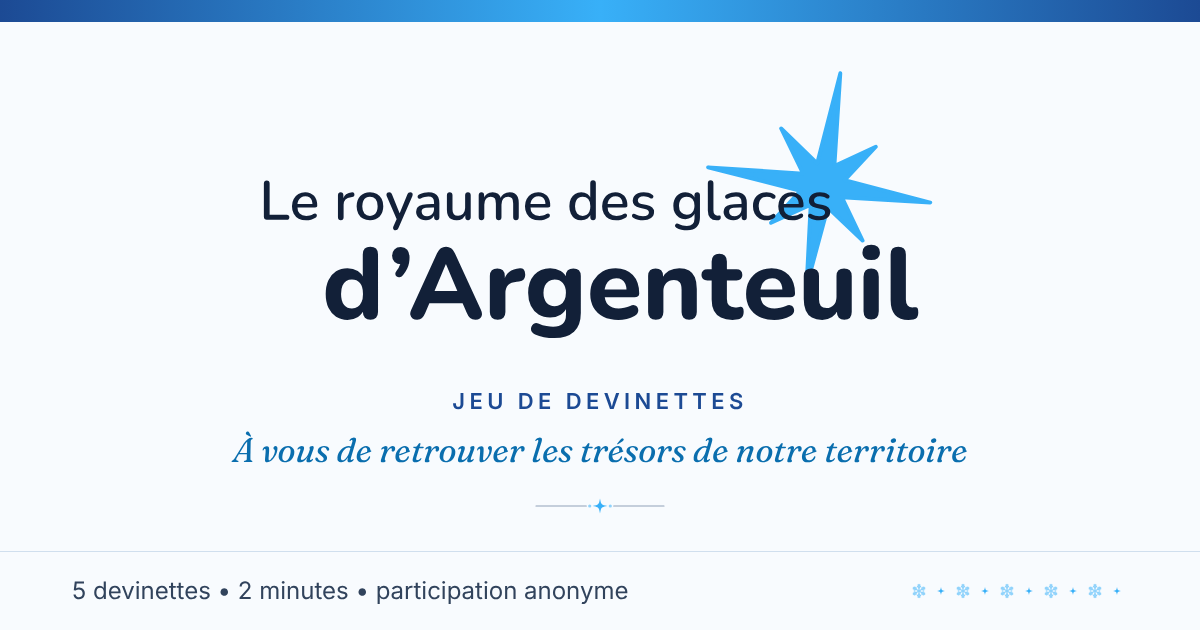 Le royaume des glaces
d’Argenteuil
JEU DE DEVINETTES
À vous de retrouver les trésors de notre territoire
5 devinettes • 2 minutes • participation anonyme